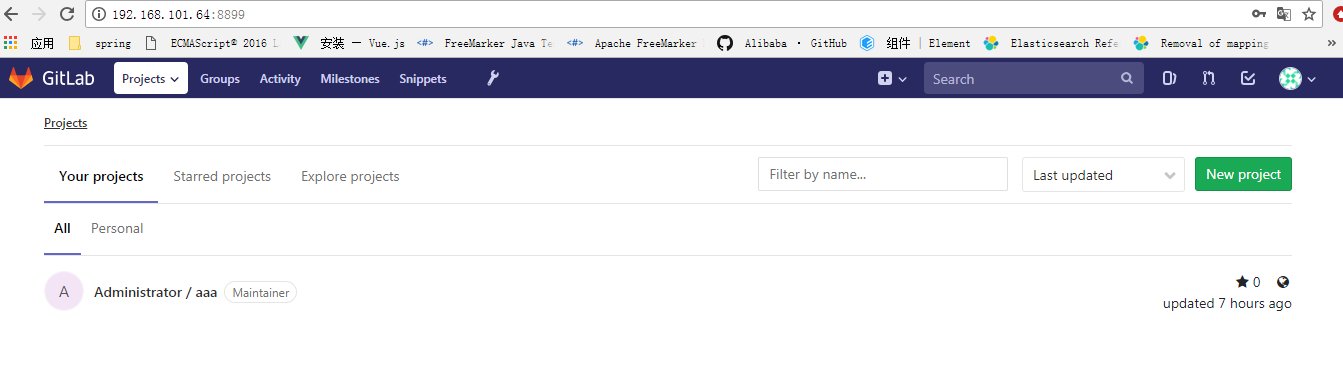 192.168.101.64:8899
应用 spring ECMAScript® 2016 L 安装 — Vue.js FreeMarker Java Te Apache FreeMarker Alibaba · GitHub 组件 | Element Elasticsearch Refe Removal of mapping »
GitLab Projects Groups Activity Milestones Snippets Search
Projects
Your projects Starred projects Explore projects Filter by name... Last updated New project
All Personal
A Administrator / aaa Maintainer 0
updated 7 hours ago